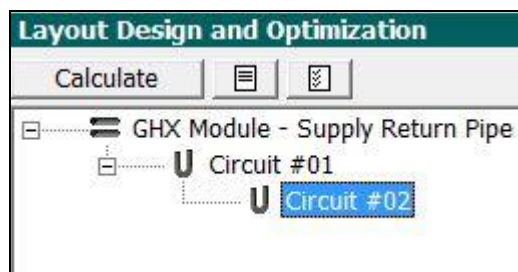 Layout Design and Optimization
Calculate
GHX Module - Supply Return Pipe
Circuit #01
Circuit #02